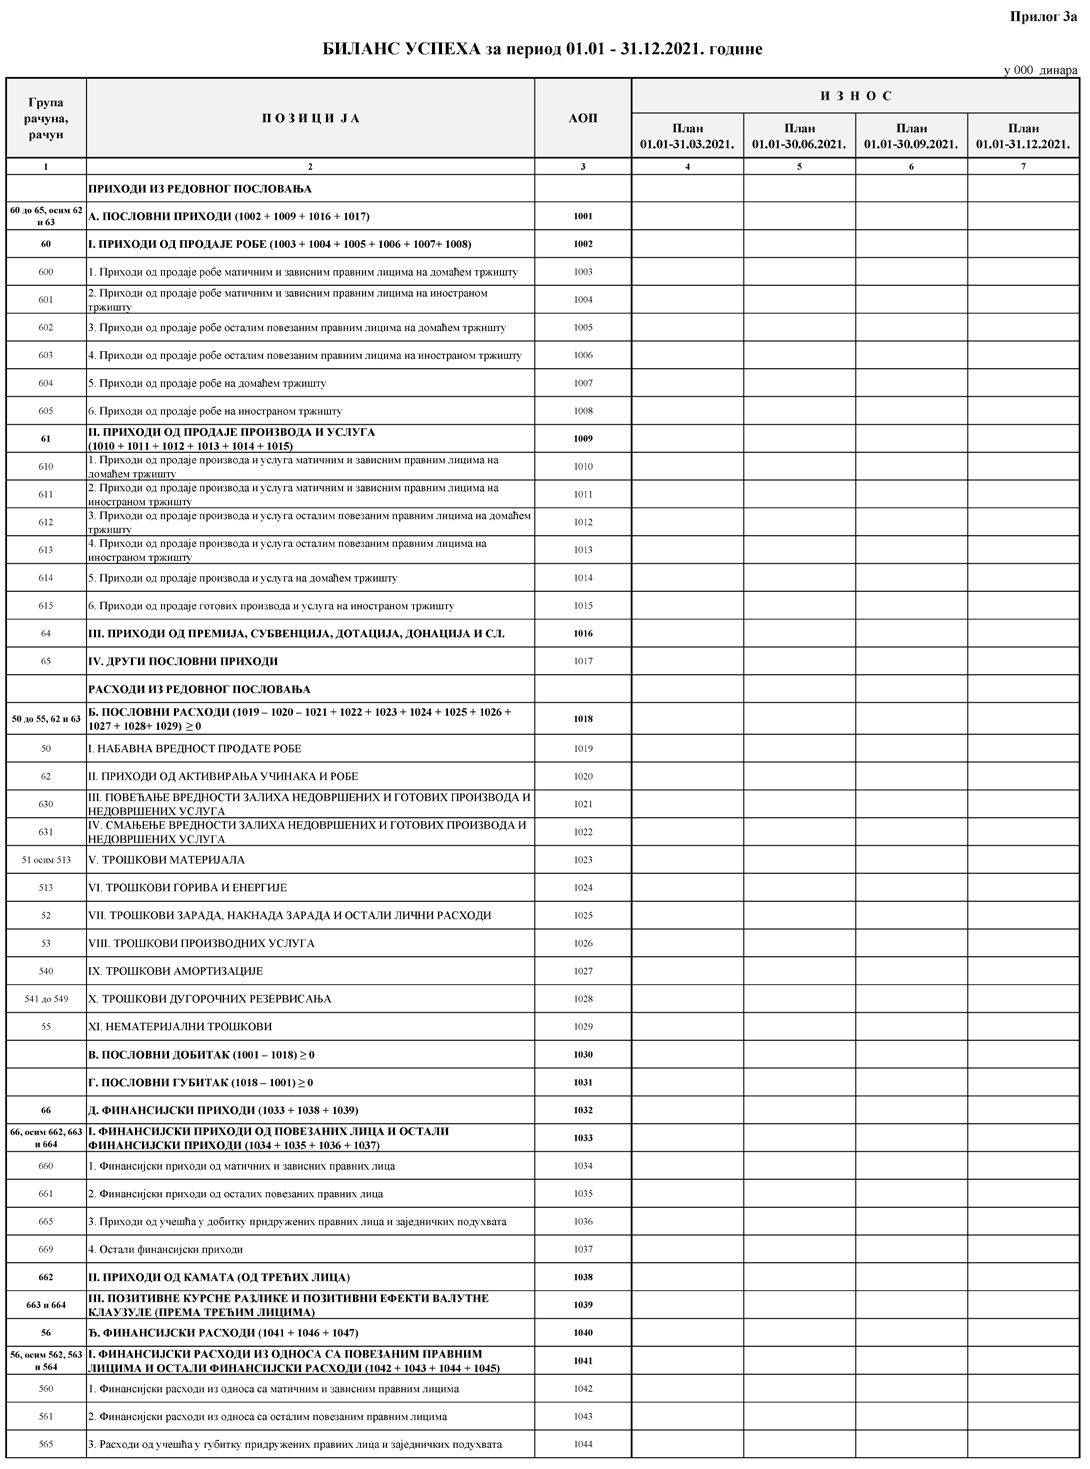 Прилог 3а
БИЛАНС УСПЕХА за период 01.01 - 31.12.2021. године
у 000 динара
Група рачуна, рачун П О З И Ц И Ј А АОП И З Н О С
План 01.01-31.03.2021. План 01.01-30.06.2021. План 01.01-30.09.2021. План 01.01-31.12.2021.
1 2 3 4 5 6 7
ПРИХОДИ ИЗ РЕДОВНОГ ПОСЛОВАЊА
60 до 65, осим 62 и 63 А. ПОСЛОВНИ ПРИХОДИ (1002 + 1009 + 1016 + 1017) 1001
60 I. ПРИХОДИ ОД ПРОДАЈЕ РОБЕ (1003 + 1004 + 1005 + 1006 + 1007+ 1008) 1002
600 1. Приходи од продаје робе матичним и зависним правним лицима на домаћем тржишту 1003
601 2. Приходи од продаје робе матичним и зависним правним лицима на иностраном тржишту 1004
602 3. Приходи од продаје робе осталим повезаним правним лицима на домаћем тржишту 1005
603 4. Приходи од продаје робе осталим повезаним правним лицима на иностраном тржишту 1006
604 5. Приходи од продаје робе на домаћем тржишту 1007
605 6. Приходи од продаје робе на иностраном тржишту 1008
61 II. ПРИХОДИ ОД ПРОДАЈЕ ПРОИЗВОДА И УСЛУГА
(1010 + 1011 + 1012 + 1013 + 1014 + 1015) 1009
610 1. Приходи од продаје производа и услуга матичним и зависним правним лицима на домаћем тржишту 1010
611 2. Приходи од продаје производа и услуга матичним и зависним правним лицима на иностраном тржишту 1011
612 3. Приходи од продаје производа и услуга осталим повезаним правним лицима на домаћем тржишту 1012
613 4. Приходи од продаје производа и услуга осталим повезаним правним лицима на иностраном тржишту 1013
614 5. Приходи од продаје производа и услуга на домаћем тржишту 1014
615 6. Приходи од продаје готових производа и услуга на иностраном тржишту 1015
64 III. ПРИХОДИ ОД ПРЕМИЈА, СУБВЕНЦИЈА, ДОТАЦИЈА, ДОНАЦИЈА И СЛ. 1016
65 IV. ДРУГИ ПОСЛОВНИ ПРИХОДИ 1017
РАСХОДИ ИЗ РЕДОВНОГ ПОСЛОВАЊА
50 до 55, 62 и 63 Б. ПОСЛОВНИ РАСХОДИ (1019 – 1020 – 1021 + 1022 + 1023 + 1024 + 1025 + 1026 + 1027 + 1028+ 1029) ≥ 0 1018
50 I. НАБАВНА ВРЕДНОСТ ПРОДАТЕ РОБЕ 1019
62 II. ПРИХОДИ ОД АКТИВИРАЊА УЧИНАКА И РОБЕ 1020
630 III. ПОВЕЋАЊЕ ВРЕДНОСТИ ЗАЛИХА НЕДОВРШЕНИХ И ГОТОВИХ ПРОИЗВОДА И НЕДОВРШЕНИХ УСЛУГА 1021
631 IV. СМАЊЕЊЕ ВРЕДНОСТИ ЗАЛИХА НЕДОВРШЕНИХ И ГОТОВИХ ПРОИЗВОДА И НЕДОВРШЕНИХ УСЛУГА 1022
51 осим 513 V. ТРОШКОВИ МАТЕРИЈАЛА 1023
513 VI. ТРОШКОВИ ГОРИВА И ЕНЕРГИЈЕ 1024
52 VII. ТРОШКОВИ ЗАРАДА, НАКНАДА ЗАРАДА И ОСТАЛИ ЛИЧНИ РАСХОДИ 1025
53 VIII. ТРОШКОВИ ПРОИЗВОДНИХ УСЛУГА 1026
540 IX. ТРОШКОВИ АМОРТИЗАЦИЈЕ 1027
541 до 549 X. ТРОШКОВИ ДУГОРОЧНИХ РЕЗЕРВИСАЊА 1028
55 XI. НЕМАТЕРИЈАЛНИ ТРОШКОВИ 1029
В. ПОСЛОВНИ ДОБИТАК (1001 – 1018) ≥ 0 1030
Г. ПОСЛОВНИ ГУБИТАК (1018 – 1001) ≥ 0 1031
66 Д. ФИНАНСИЈСКИ ПРИХОДИ (1033 + 1038 + 1039) 1032
66, осим 662, 663 и 664 I. ФИНАНСИЈСКИ ПРИХОДИ ОД ПОВЕЗАНИХ ЛИЦА И ОСТАЛИ ФИНАНСИЈСКИ ПРИХОДИ (1034 + 1035 + 1036 + 1037) 1033
660 1. Финансијски приходи од матичних и зависних правних лица 1034
661 2. Финансијски приходи од осталих повезаних правних лица 1035
665 3. Приходи од учешћа у добитку придружених правних лица и заједничких подухвата 1036
669 4. Остали финансијски приходи 1037
662 II. ПРИХОДИ ОД КАМАТА (ОД ТРЕЋИХ ЛИЦА) 1038
663 и 664 III. ПОЗИТИВНЕ КУРСНЕ РАЗЛИКЕ И ПОЗИТИВНИ ЕФЕКТИ ВАЛУТНЕ КЛАУЗУЛЕ (ПРЕМА ТРЕЋИМ ЛИЦИМА) 1039
56 Ђ. ФИНАНСИЈСКИ РАСХОДИ (1041 + 1046 + 1047) 1040
56, осим 562, 563 и 564 I. ФИНАНСИЈСКИ РАСХОДИ ИЗ ОДНОСА СА ПОВЕЗАНИМ ПРАВНИМ ЛИЦИМА И ОСТАЛИ ФИНАНСИЈСКИ РАСХОДИ (1042 + 1043 + 1044 + 1045) 1041
560 1. Финансијски расходи из односа са матичним и зависним правним лицима 1042
561 2. Финансијски расходи из односа са осталим повезаним правним лицима 1043
565 3. Расходи од учешћа у губитку придружених правних лица и заједничких подухвата 1044